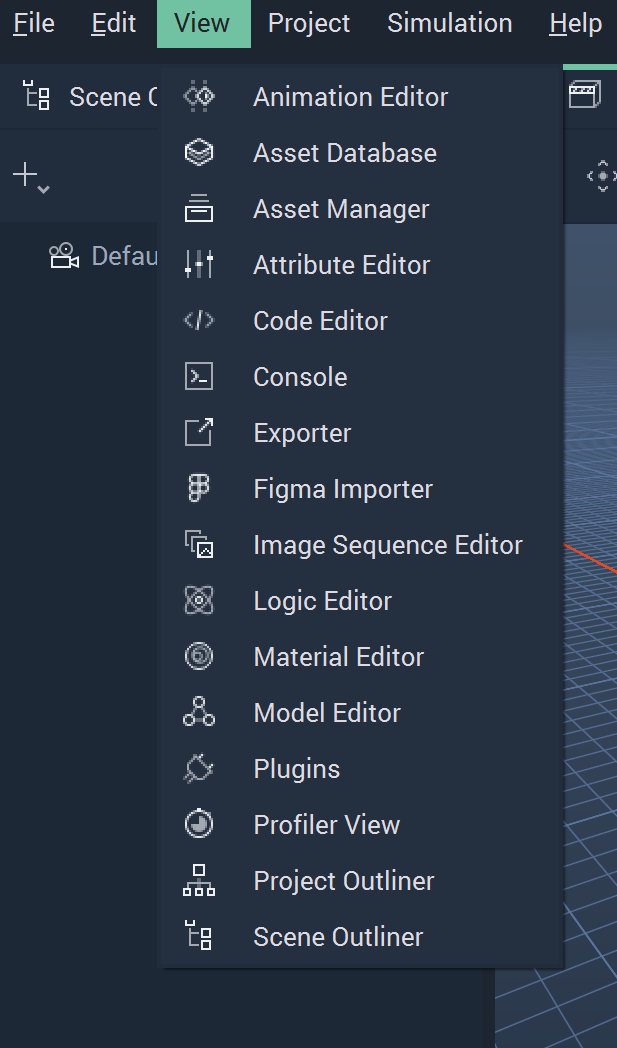 File Edit View Project Simulation Help
Scene
Animation Editor
Asset Database
Asset Manager
Attribute Editor
Defau
Code Editor
Console
Exporter
Figma Importer
Image Sequence Editor
Logic Editor
Material Editor
Model Editor
Plugins
Profiler View
Project Outliner
Scene Outliner